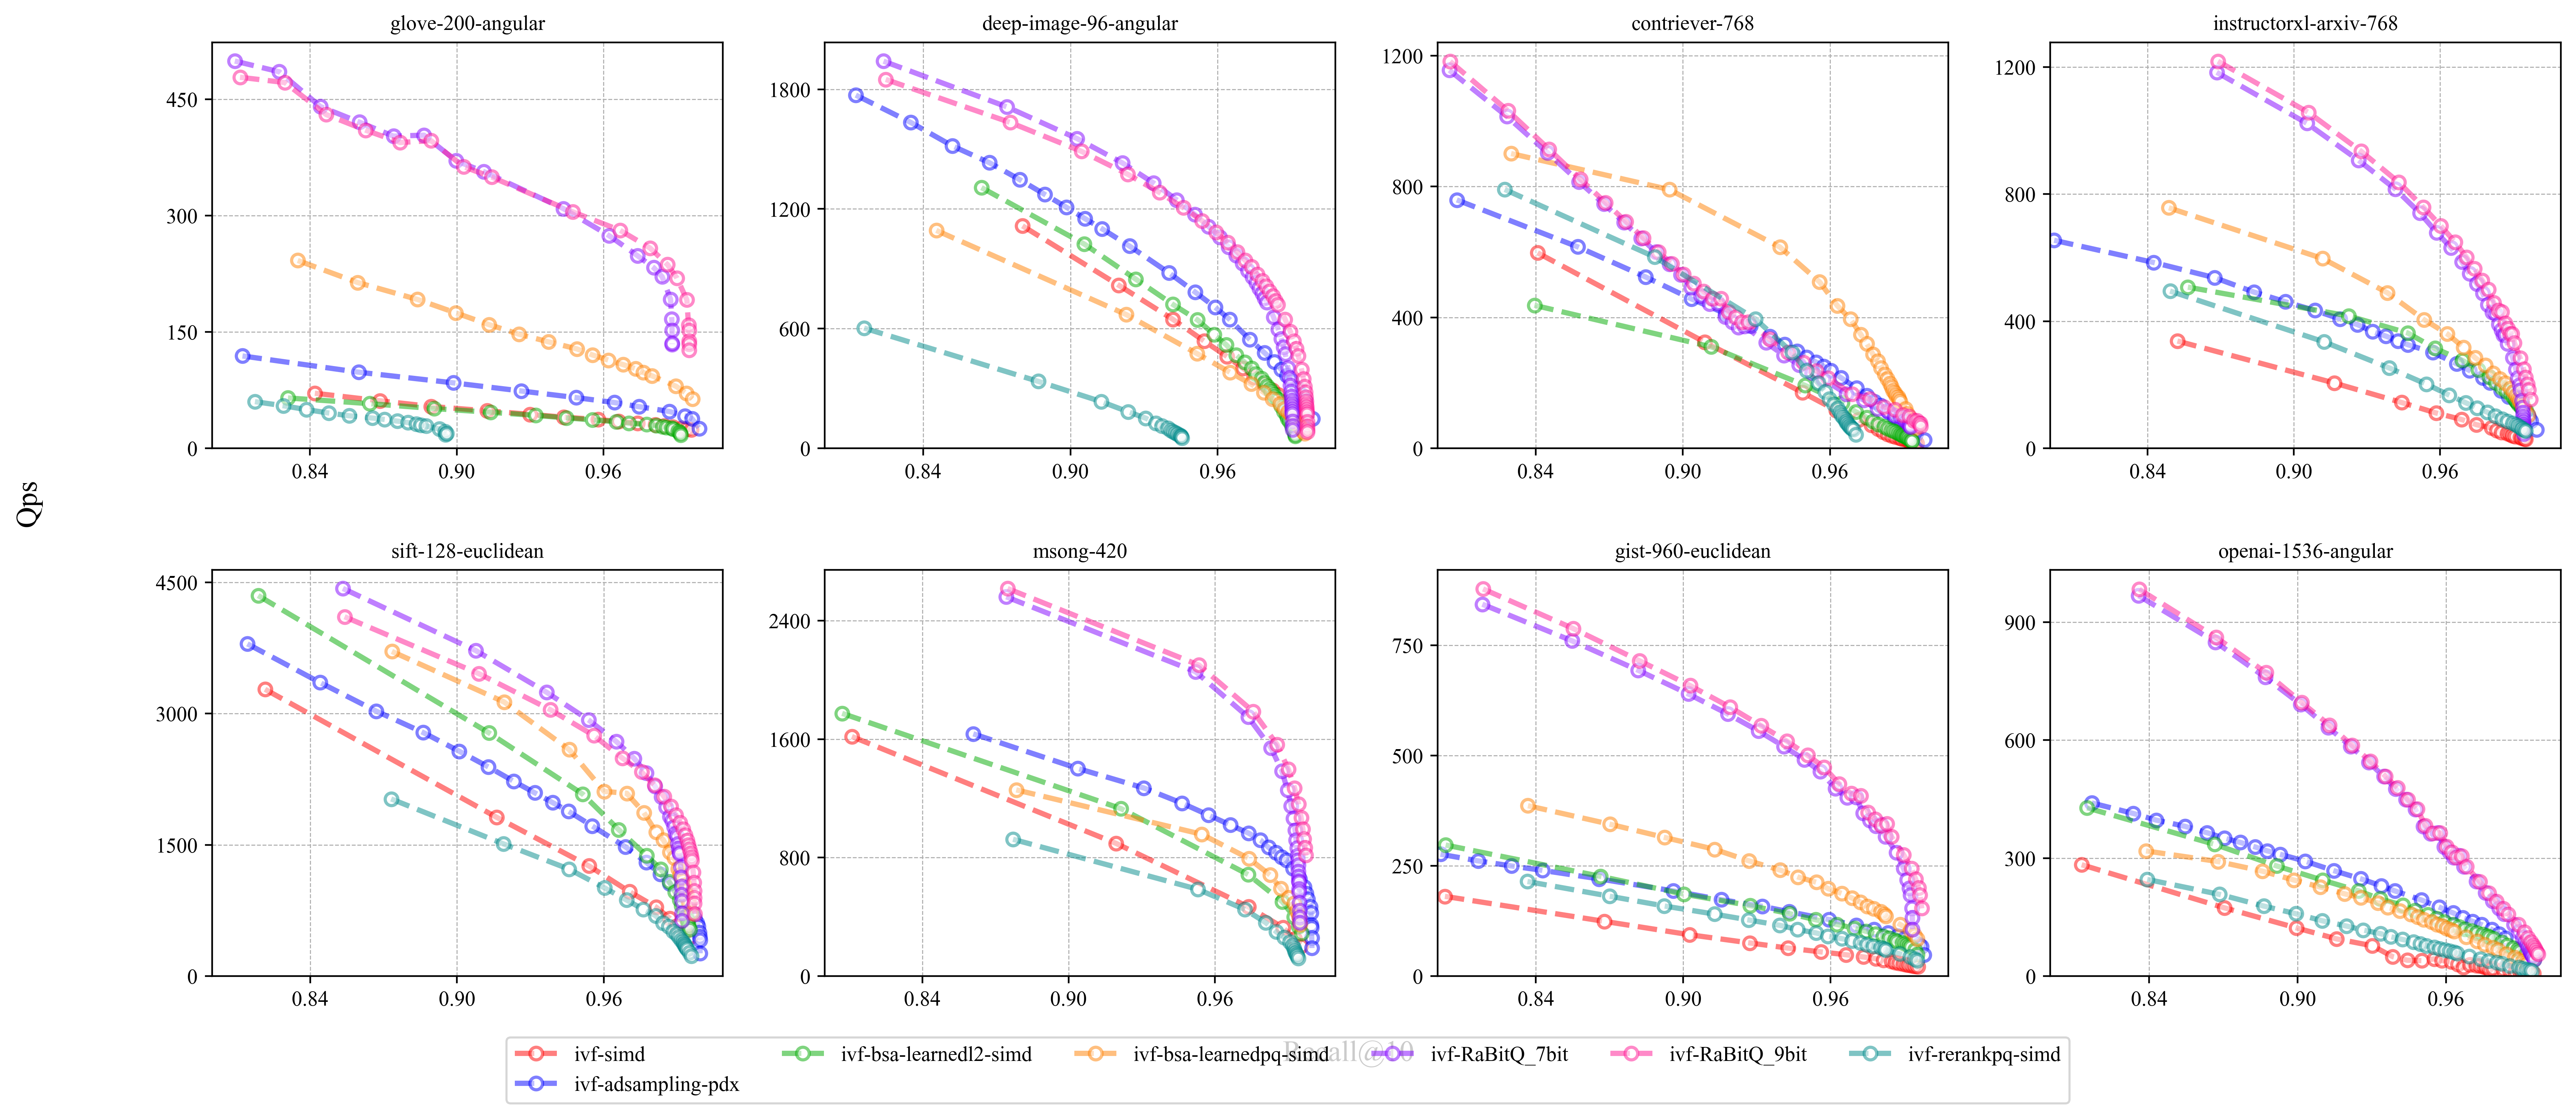 glove-200-angular
deep-image-96-angular
contriever-768
instructorxl-arxiv-768
450
300
150
0
0.84 0.90 0.96
1800
1200
600
0
0.84 0.90 0.96
1200
800
400
0
0.84 0.90 0.96
1200
800
400
0
0.84 0.90 0.96
Qps
sift-128-euclidean
msong-420
gist-960-euclidean
openai-1536-angular
4500
3000
1500
0
0.84 0.90 0.96
2400
1600
800
0
0.84 0.90 0.96
750
500
250
0
0.84 0.90 0.96
900
600
300
0
0.84 0.90 0.96
Recall@10
ivf-simd
ivf-adsampling-pdx
ivf-bsa-learnedl2-simd
ivf-bsa-learnedpq-simd
ivf-RaBitQ_7bit
ivf-RaBitQ_9bit
ivf-rerankpq-simd